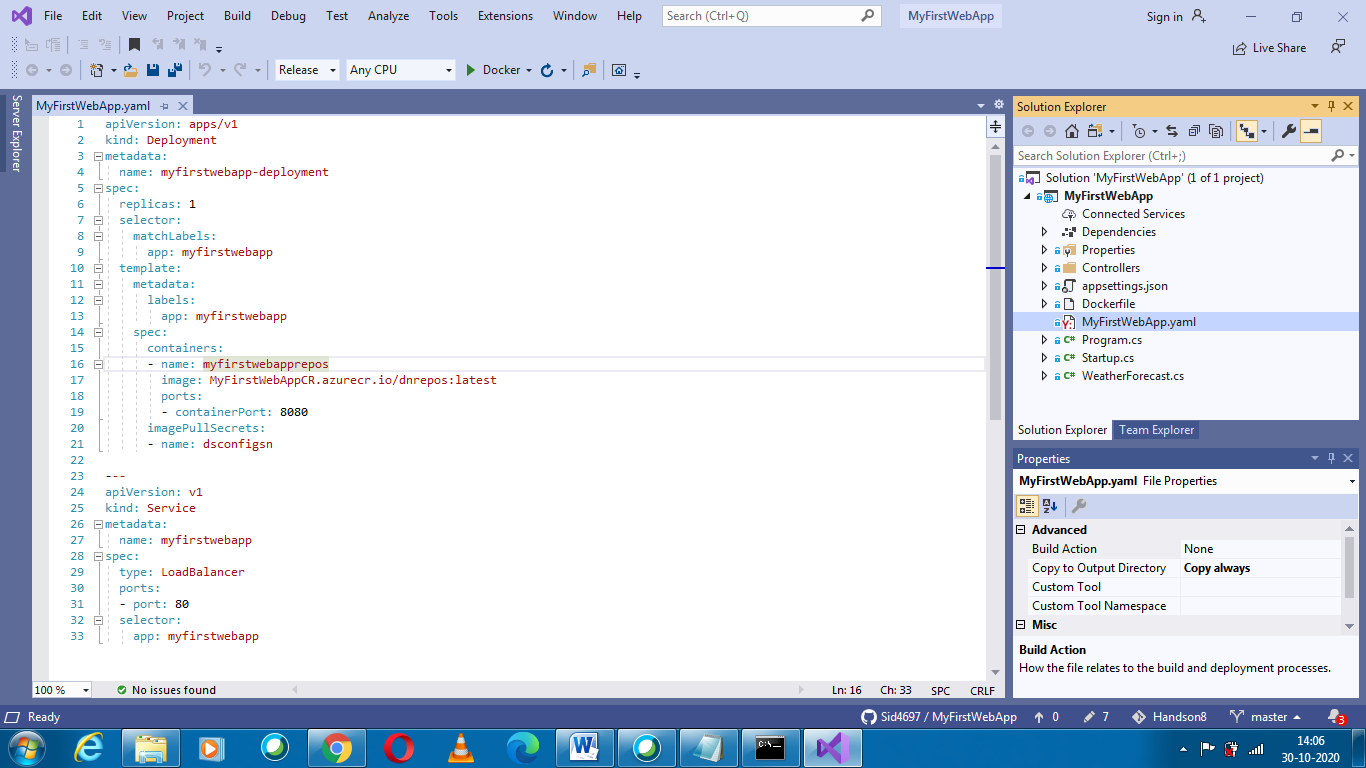 File Edit View Project Build Debug Test Analyze Tools Extensions Window Help Search (Ctrl+Q) MyFirstWebApp Sign in
Live Share
Release Any CPU Docker
Server Explorer
MyFirstWebApp.yaml
1 apiVersion: apps/v1
2 kind: Deployment
3 metadata:
4 name: myfirstwebapp-deployment
5 spec:
6 replicas: 1
7 selector:
8 matchLabels:
9 app: myfirstwebapp
10 template:
11 metadata:
12 labels:
13 app: myfirstwebapp
14 spec:
15 containers:
16 - name: myfirstwebapprepos
17 image: MyFirstWebAppCR.azurecr.io/dnrepos:latest
18 ports:
19 - containerPort: 8080
20 imagePullSecrets:
21 - name: dsconfigsn
22
23 ---
24 apiVersion: v1
25 kind: Service
26 metadata:
27 name: myfirstwebapp
28 spec:
29 type: LoadBalancer
30 ports:
31 - port: 80
32 selector:
33 app: myfirstwebapp
100 % No issues found Ln: 16 Ch: 33 SPC CRLF
Solution Explorer
Search Solution Explorer (Ctrl+;)
Solution 'MyFirstWebApp' (1 of 1 project)
MyFirstWebApp
Connected Services
Dependencies
Properties
Controllers
appsettings.json
Dockerfile
MyFirstWebApp.yaml
C# Program.cs
C# Startup.cs
C# WeatherForecast.cs
Solution Explorer Team Explorer
Properties
MyFirstWebApp.yaml File Properties
Advanced
Build Action None
Copy to Output Directory Copy always
Custom Tool
Custom Tool Namespace
Misc
Build Action
How the file relates to the build and deployment processes.
Ready Sid4697 / MyFirstWebApp 0 7 Handson8 master 3
14:06
30-10-2020